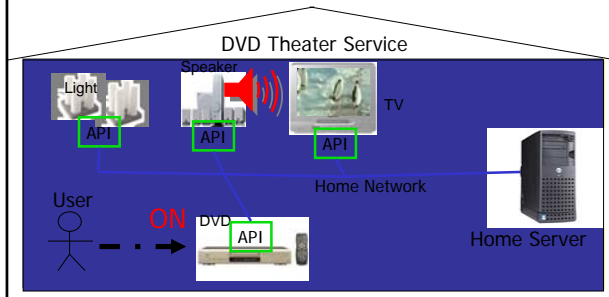 DVD Theater Service
Speaker
Light
TV
API
API
API
Home Network
User
ON
DVD
API
Home Server